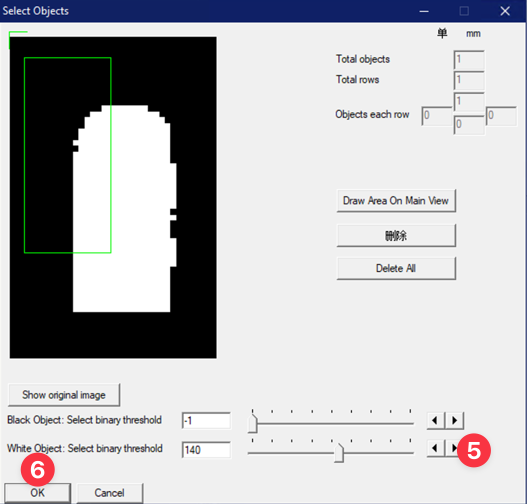 Select Objects
单 mm
Total objects 1
Total rows 1
1
Objects each row 0 0
0
Draw Area On Main View
删除
Delete All
Show original image
Black Object: Select binary threshold -1
White Object: Select binary threshold 140 5
6
OK Cancel